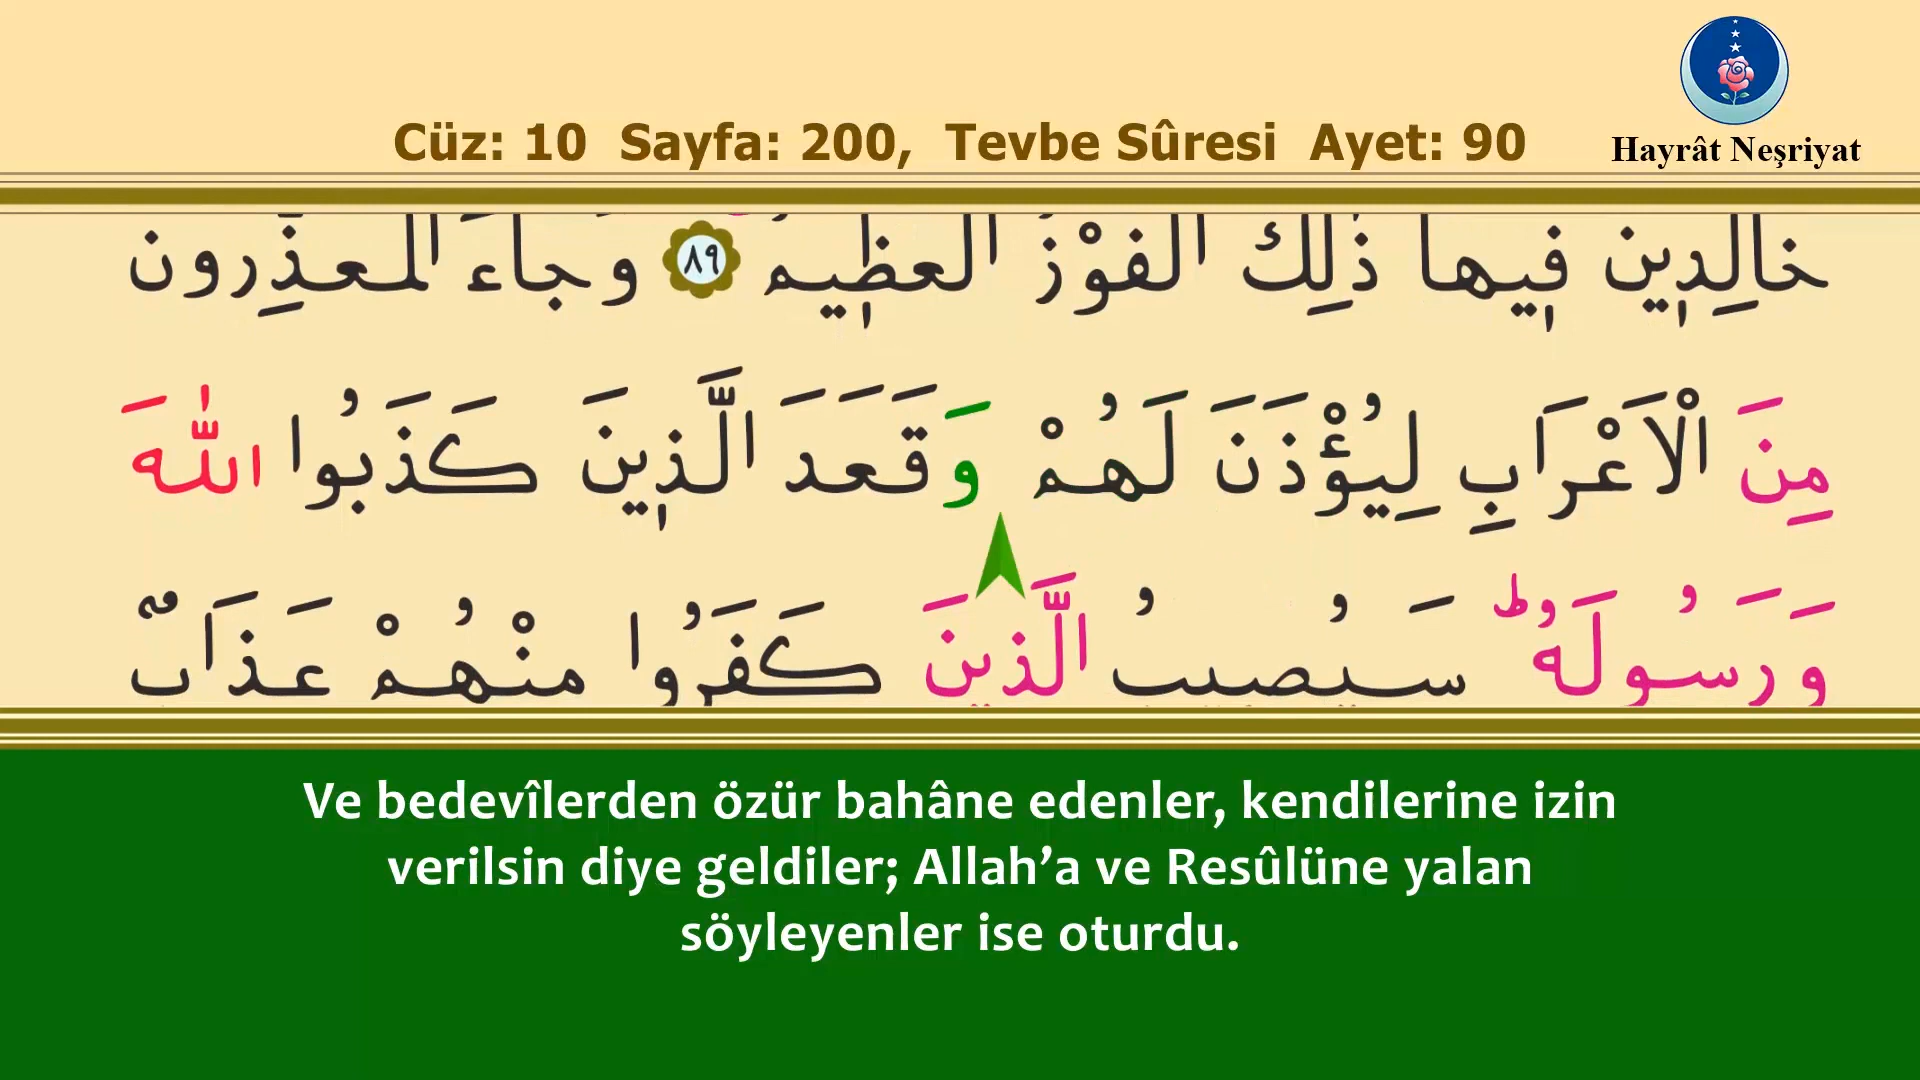 Cüz: 10 Sayfa: 200, Tevbe Sûresi Ayet: 90
Hayrât Neşriyat
خَالِدِينَ فِيهَا ذٰلِكَ الْفَوْزُ الْعَظِيمُ ﴿٨٩﴾ وَجَاءَ الْمُعَذِّرُونَ
مِنَ الْاَعْرَابِ لِيُؤْذَنَ لَهُمْ وَقَعَدَ الَّذِينَ كَذَبُوا اللّٰهَ
وَرَسُولَهُ ط سَيُصِيبُ الَّذِينَ كَفَرُوا مِنْهُمْ عَذَابٌ
Ve bedevîlerden özür bahâne edenler, kendilerine izin
verilsin diye geldiler; Allah’a ve Resûlüne yalan
söyleyenler ise oturdu.